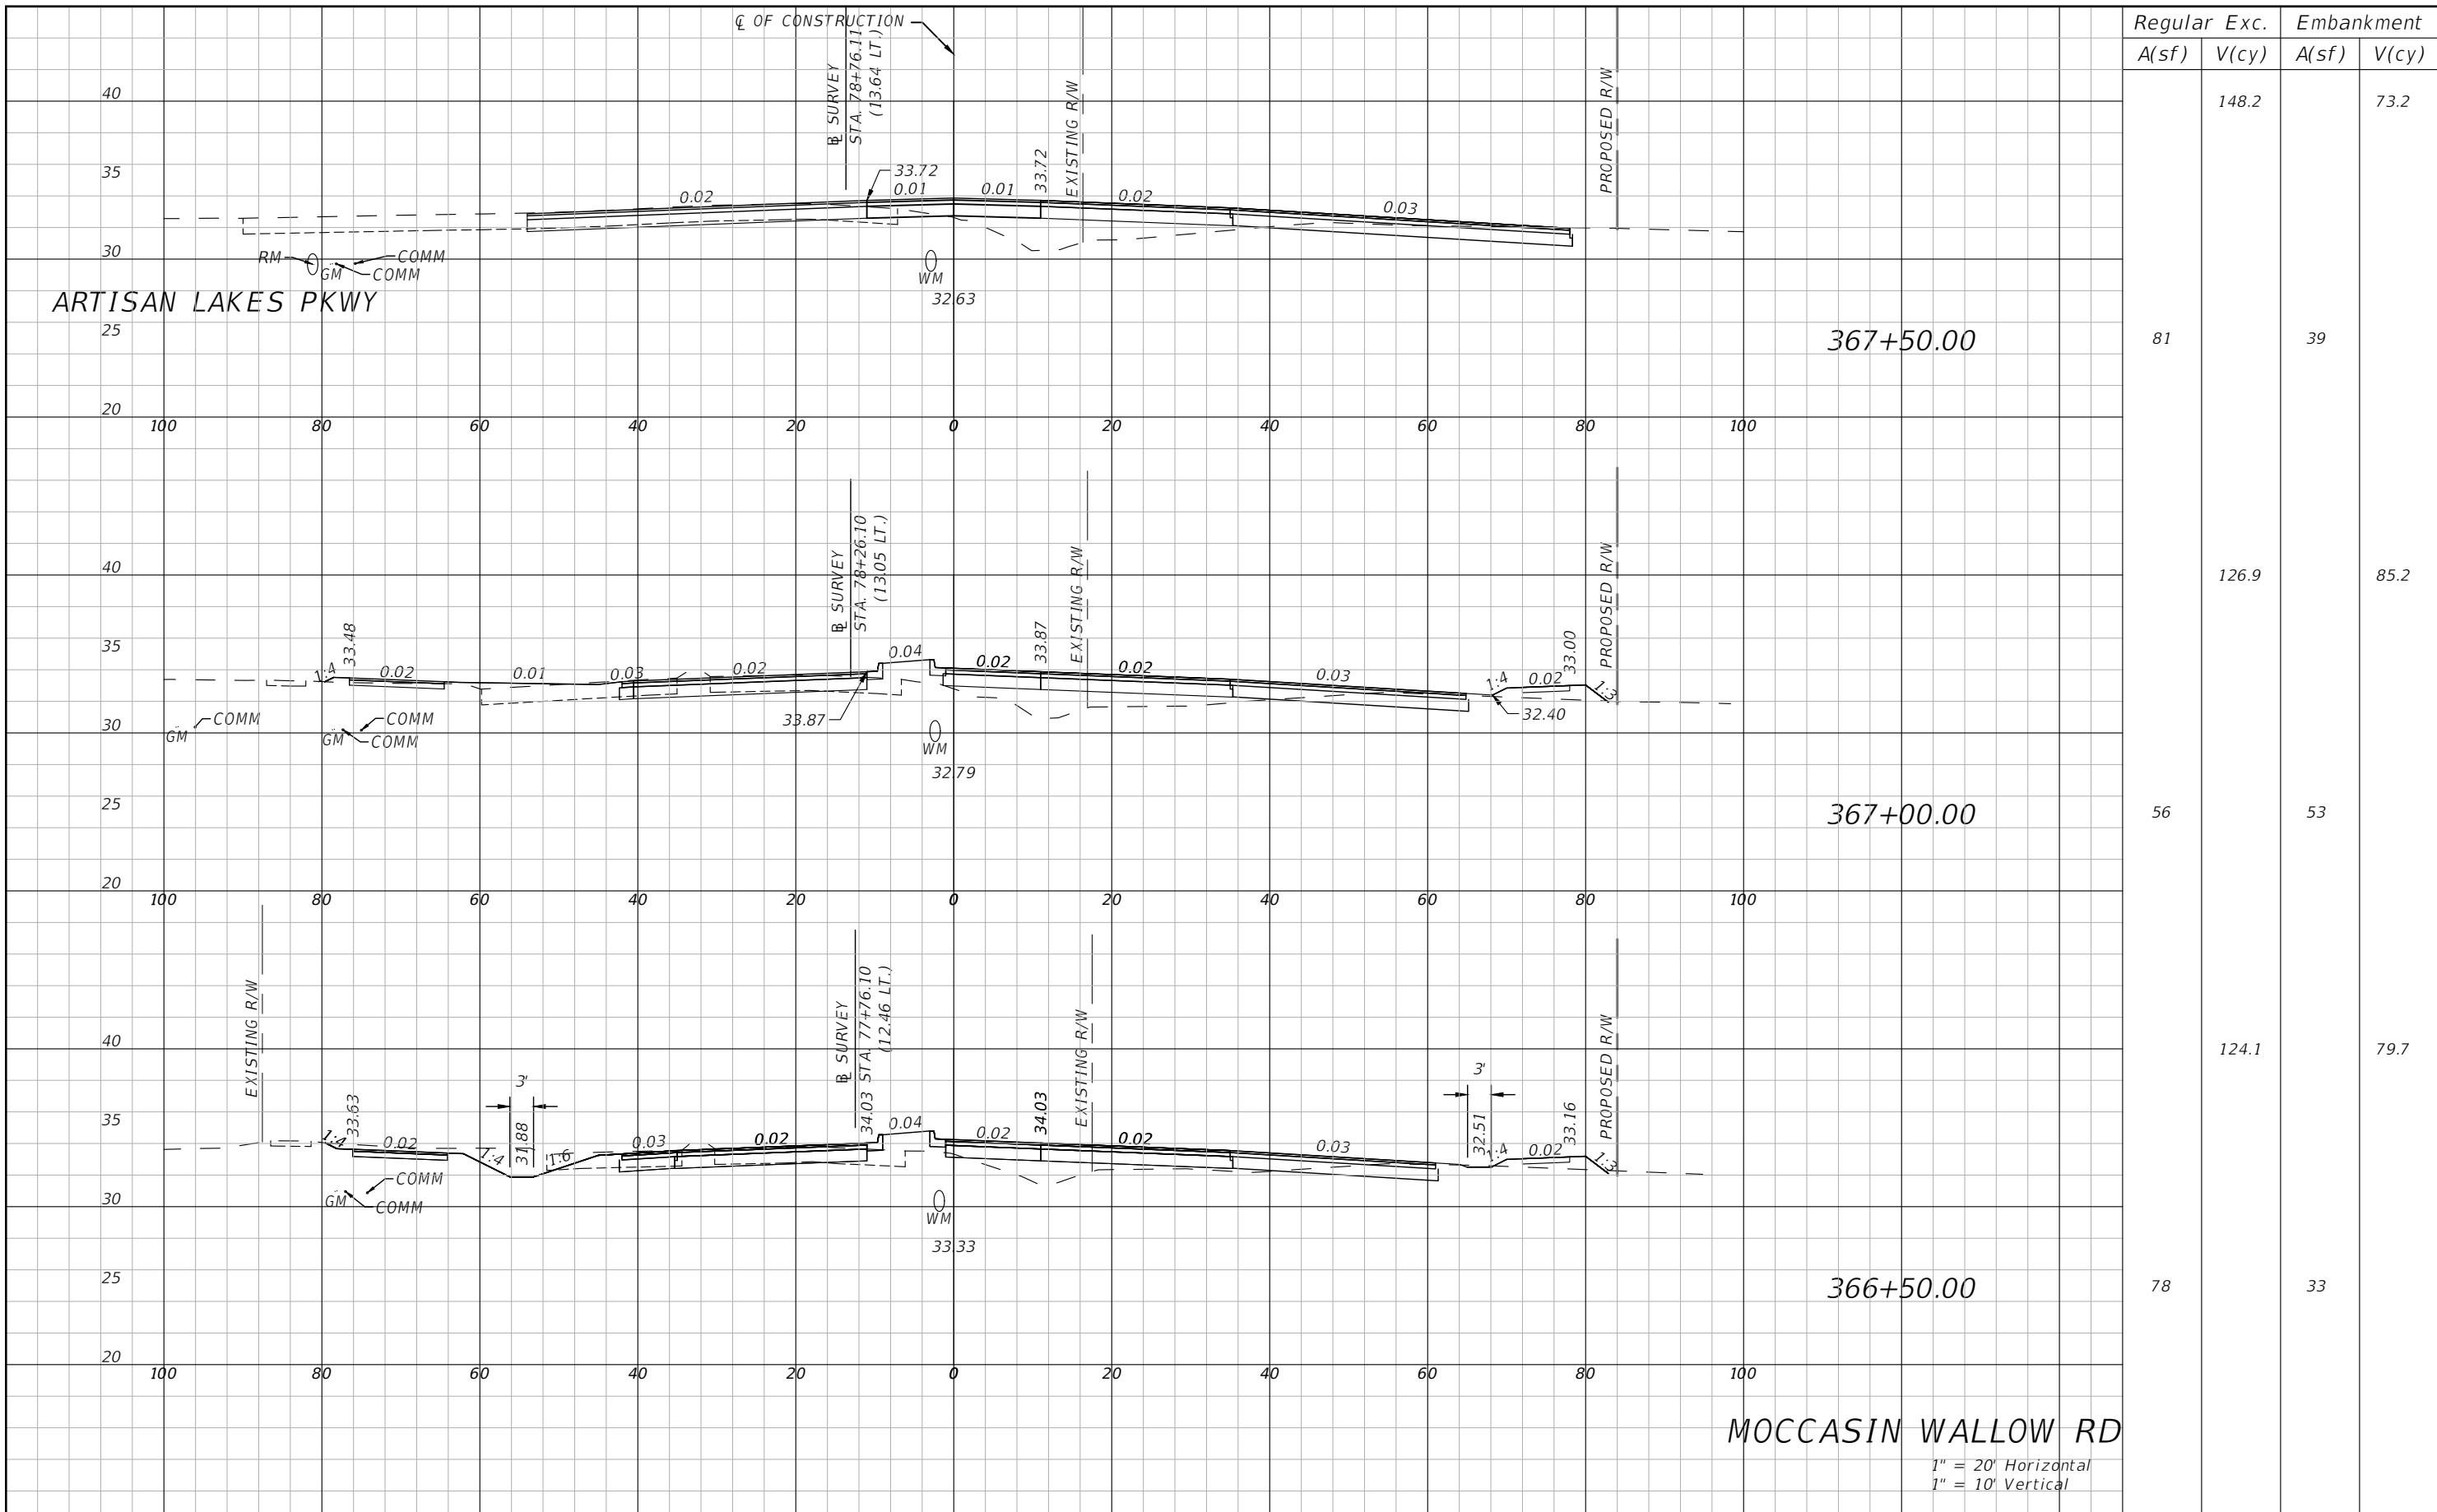 Regular Exc. Embankment
A(sf) V(cy) A(sf) V(cy)
℄ OF CONSTRUCTION
℄ SURVEY
STA. 78+76.11
(13.64 LT.)
EXISTING R/W
PROPOSED R/W
40
148.2 73.2
35
33.72
33.72
0.02 0.01 0.01 0.02 0.03
30
RM GM COMM
COMM
WM
32.63
ARTISAN LAKES PKWY
25
367+50.00 81 39
20
100 80 60 40 20 0 20 40 60 80 100
℄ SURVEY
STA. 78+26.10
(13.05 LT.)
EXISTING R/W
PROPOSED R/W
40
126.9 85.2
35
33.48
33.87
33.00
1:4 0.02 0.01 0.03 0.02 0.04 0.02 0.02 0.03 1:4 0.02 1:3
33.87
32.40
30
GM COMM
GM COMM
COMM
WM
32.79
25
367+00.00 56 53
20
100 80 60 40 20 0 20 40 60 80 100
EXISTING R/W
℄ SURVEY
34.03 STA. 77+76.10
(12.46 LT.)
EXISTING R/W
PROPOSED R/W
40
124.1 79.7
3' 3'
35
33.63
31.88
34.03
32.51
33.16
1:4 0.02 1:4 1:6 0.03 0.02 0.04 0.02 0.02 0.03 1:4 0.02 1:3
30
GM COMM
COMM
WM
33.33
25
366+50.00 78 33
20
100 80 60 40 20 0 20 40 60 80 100
MOCCASIN WALLOW RD
1" = 20' Horizontal
1" = 10' Vertical